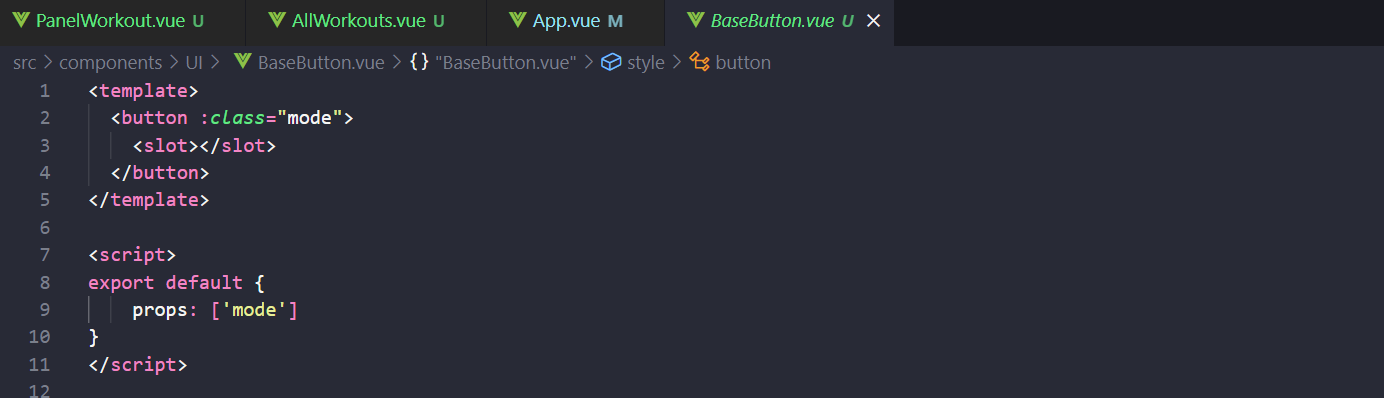 PanelWorkout.vue U AllWorkouts.vue U App.vue M BaseButton.vue U
src > components > UI > BaseButton.vue > {} "BaseButton.vue" > style > button
1 <template>
2 <button :class="mode">
3 <slot></slot>
4 </button>
5 </template>
6
7 <script>
8 export default {
9 props: ['mode']
10 }
11 </script>
12